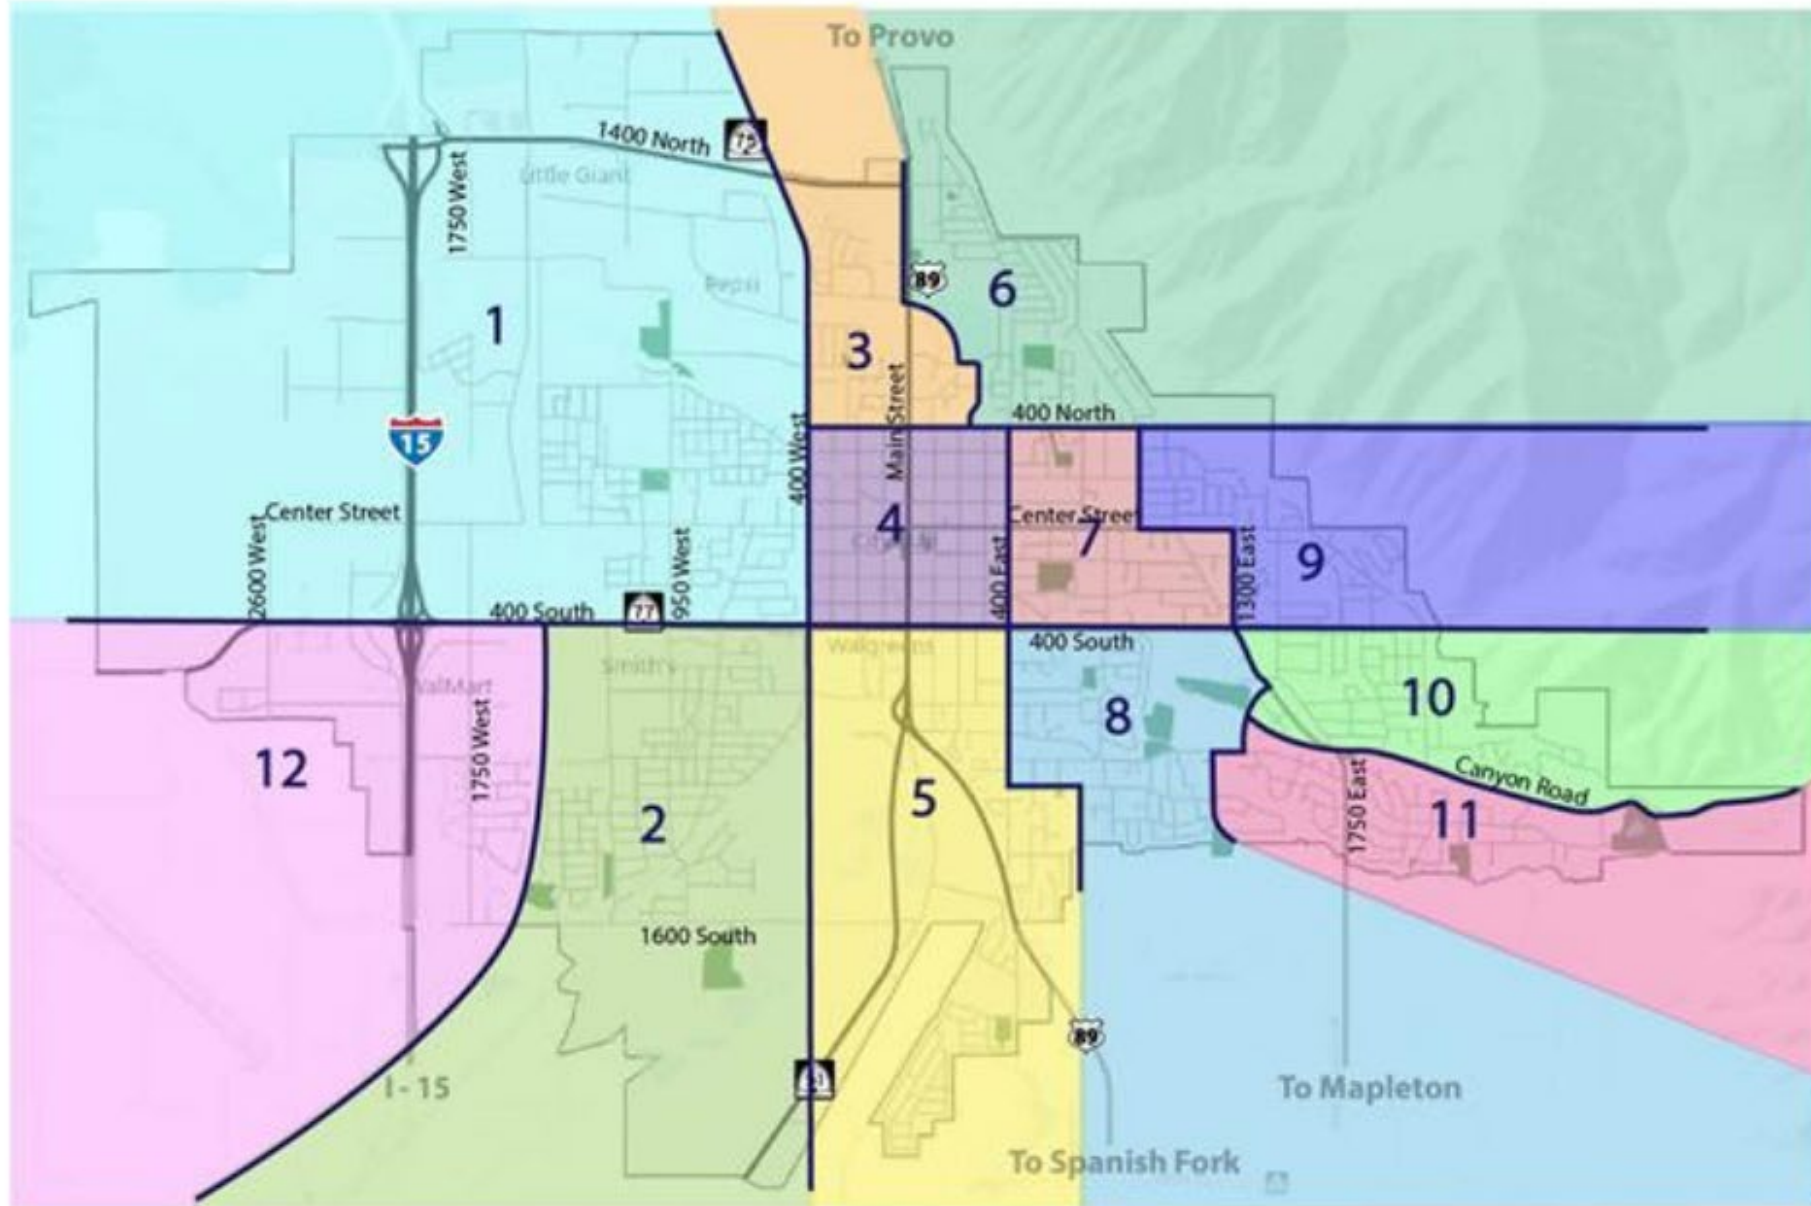 To Provo
1400 North
75
Little Giant
1750 West
Pepsi
89
6
1
3
Main Street
400 North
400 West
15
Center Street
Center Street
4
7
9
2600 West
950 West
400 East
1300 East
400 South
77
400 South
Walgreens
Smith's
WalMart
10
8
12
1750 West
Canyon Road
5
1750 East
11
2
1600 South
89
I - 15
To Mapleton
To Spanish Fork